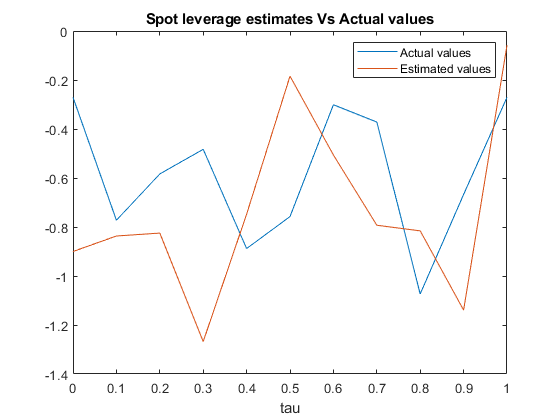 Spot leverage estimates Vs Actual values
Actual values
Estimated values
0
-0.2
-0.4
-0.6
-0.8
-1
-1.2
-1.4
0 0.1 0.2 0.3 0.4 0.5 0.6 0.7 0.8 0.9 1
tau